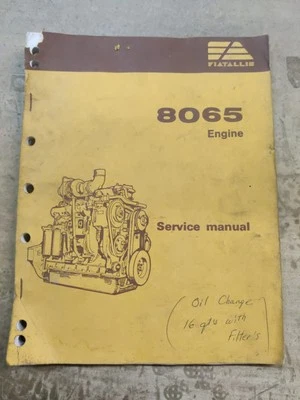 FIATALLIS
8065
Engine
Service manual
Oil Change
16 qts with
Filters